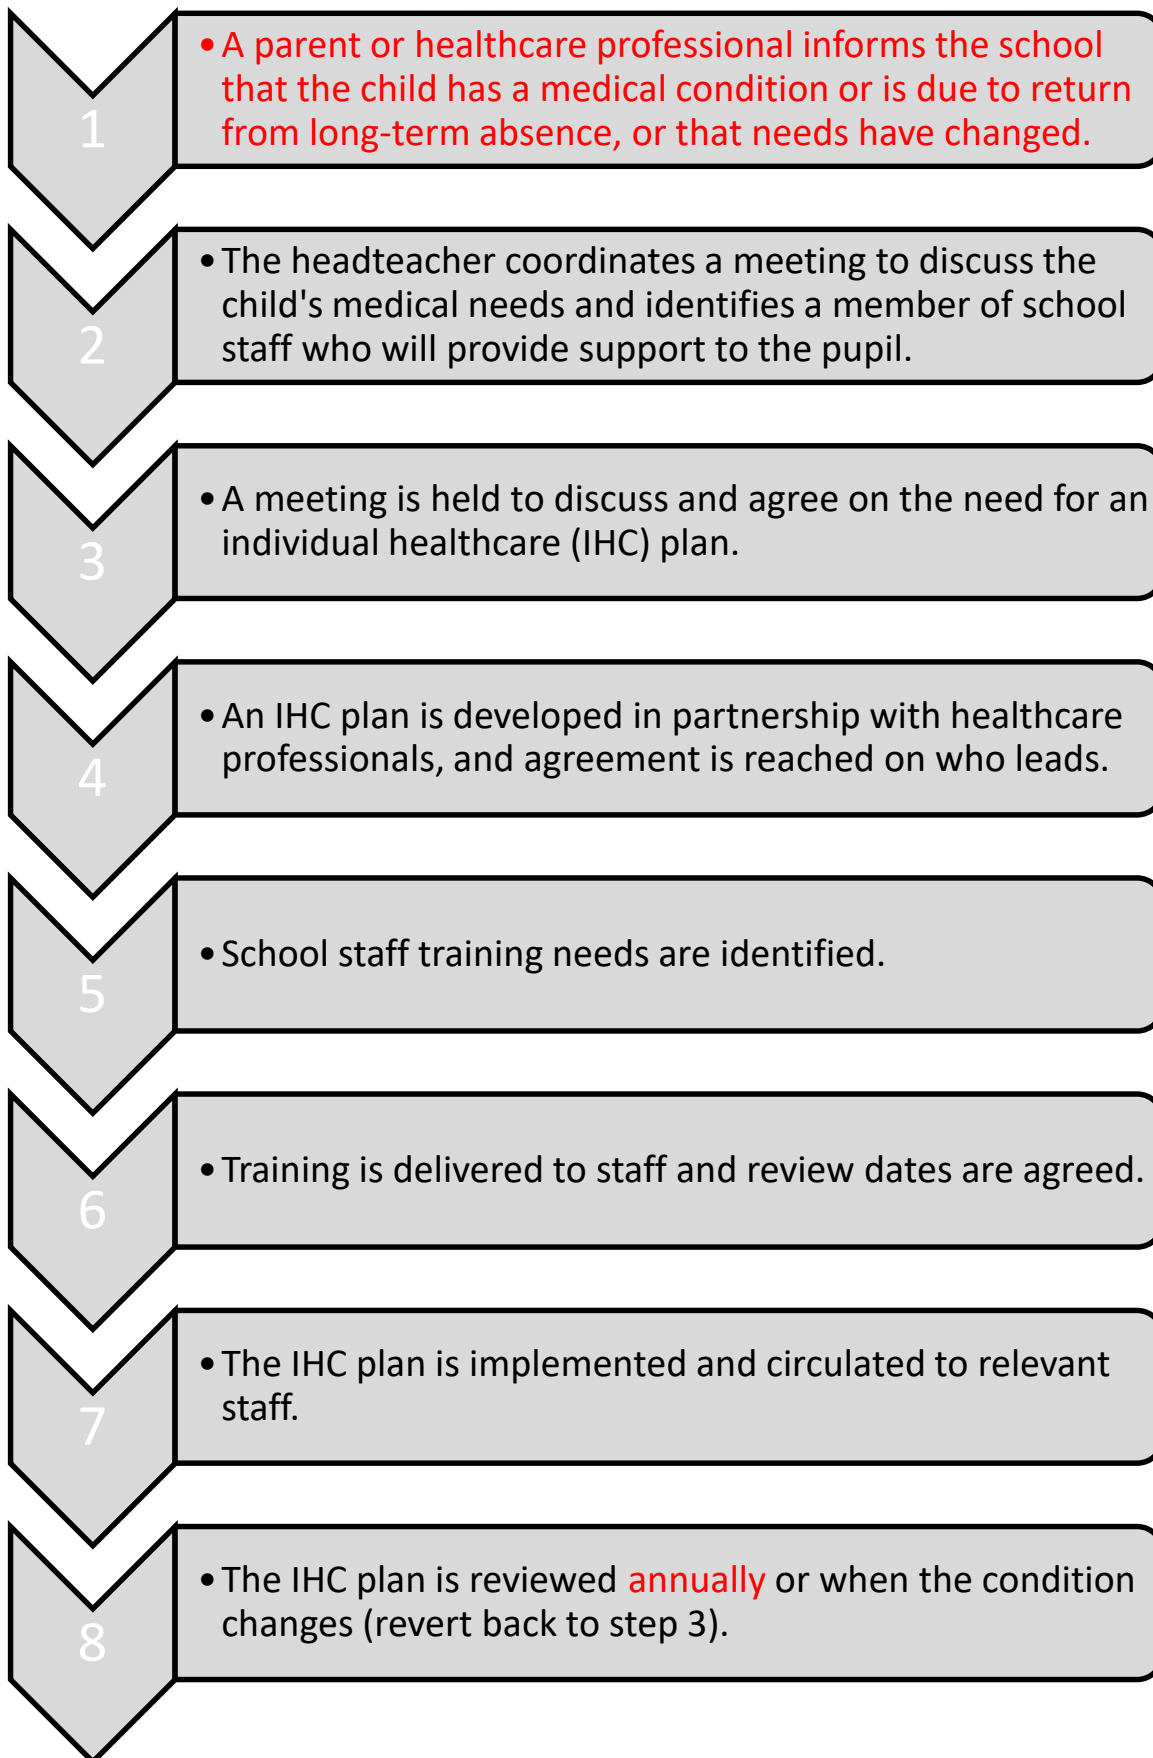 1
• A parent or healthcare professional informs the school
that the child has a medical condition or is due to return
from long-term absence, or that needs have changed.
2
• The headteacher coordinates a meeting to discuss the
child's medical needs and identifies a member of school
staff who will provide support to the pupil.
3
• A meeting is held to discuss and agree on the need for an
individual healthcare (IHC) plan.
4
• An IHC plan is developed in partnership with healthcare
professionals, and agreement is reached on who leads.
5
• School staff training needs are identified.
6
• Training is delivered to staff and review dates are agreed.
7
• The IHC plan is implemented and circulated to relevant
staff.
8
• The IHC plan is reviewed annually or when the condition
changes (revert back to step 3).